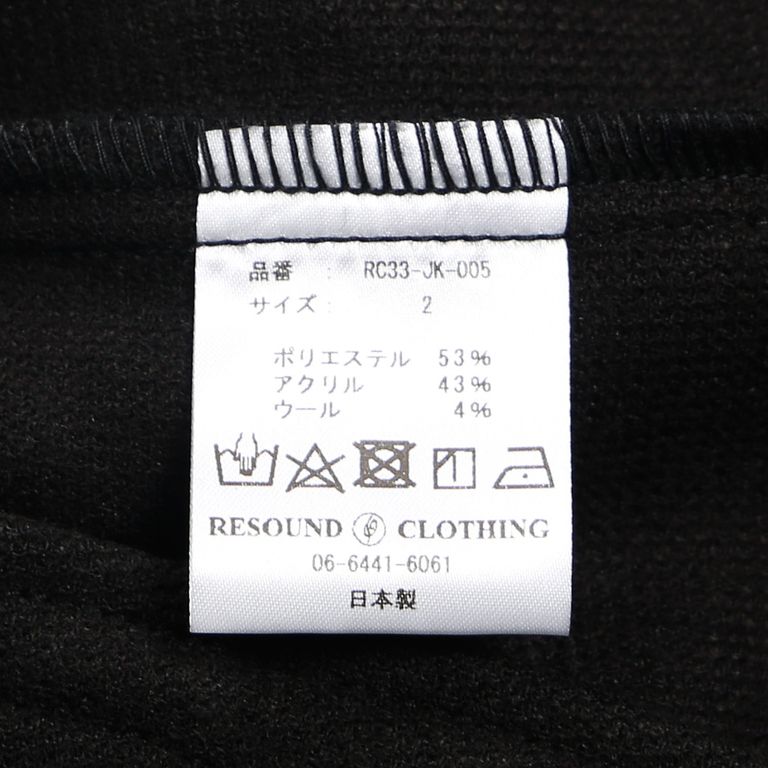 品番 : RC33-JK-005
サイズ : 2
ポリエステル 53%
アクリル 43%
ウール 4%
RESOUND CLOTHING
06-6441-6061
日本製